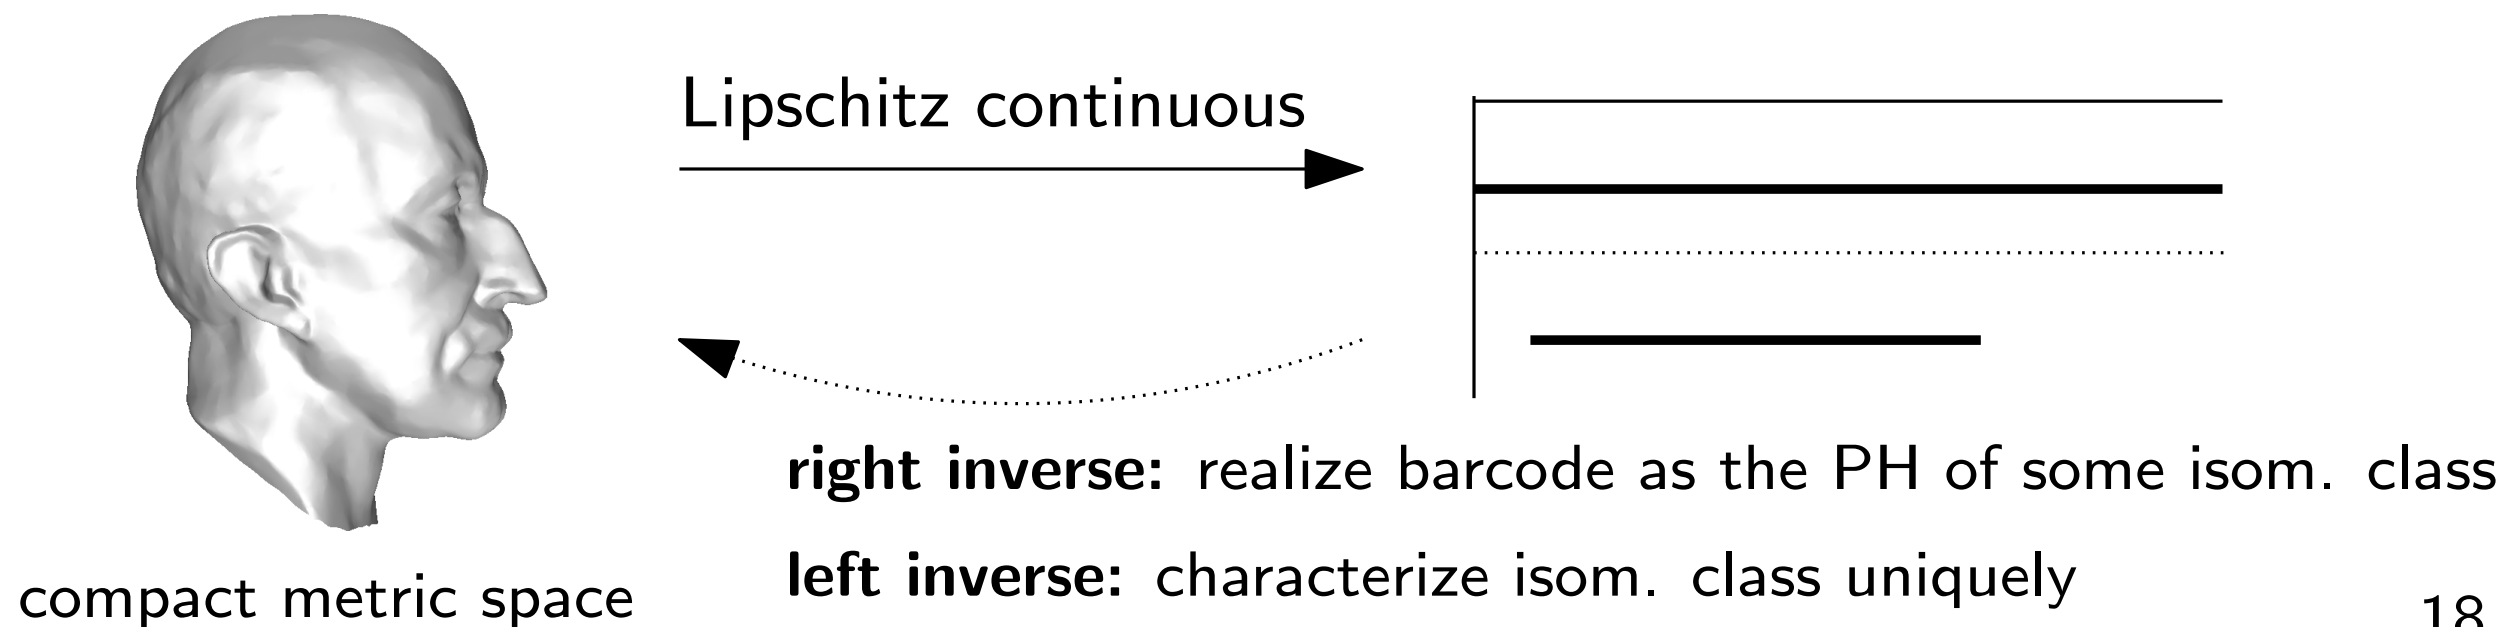 Lipschitz continuous
right inverse: realize barcode as the PH of some isom. class
left inverse: characterize isom. class uniquely
compact metric space
18